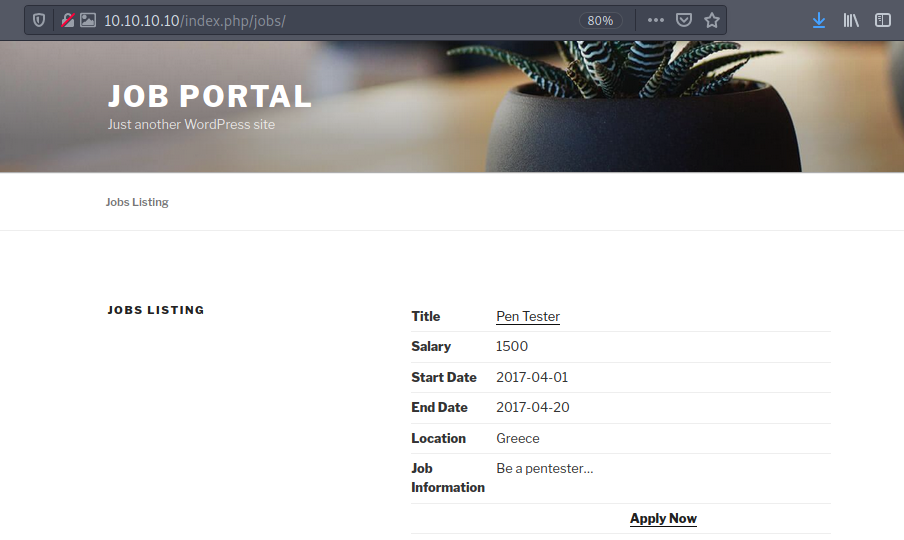 10.10.10.10/index.php/jobs/
80%
JOB PORTAL
Just another WordPress site
Jobs Listing
JOBS LISTING
Title Pen Tester
Salary 1500
Start Date 2017-04-01
End Date 2017-04-20
Location Greece
Job Be a pentester…
Information
Apply Now